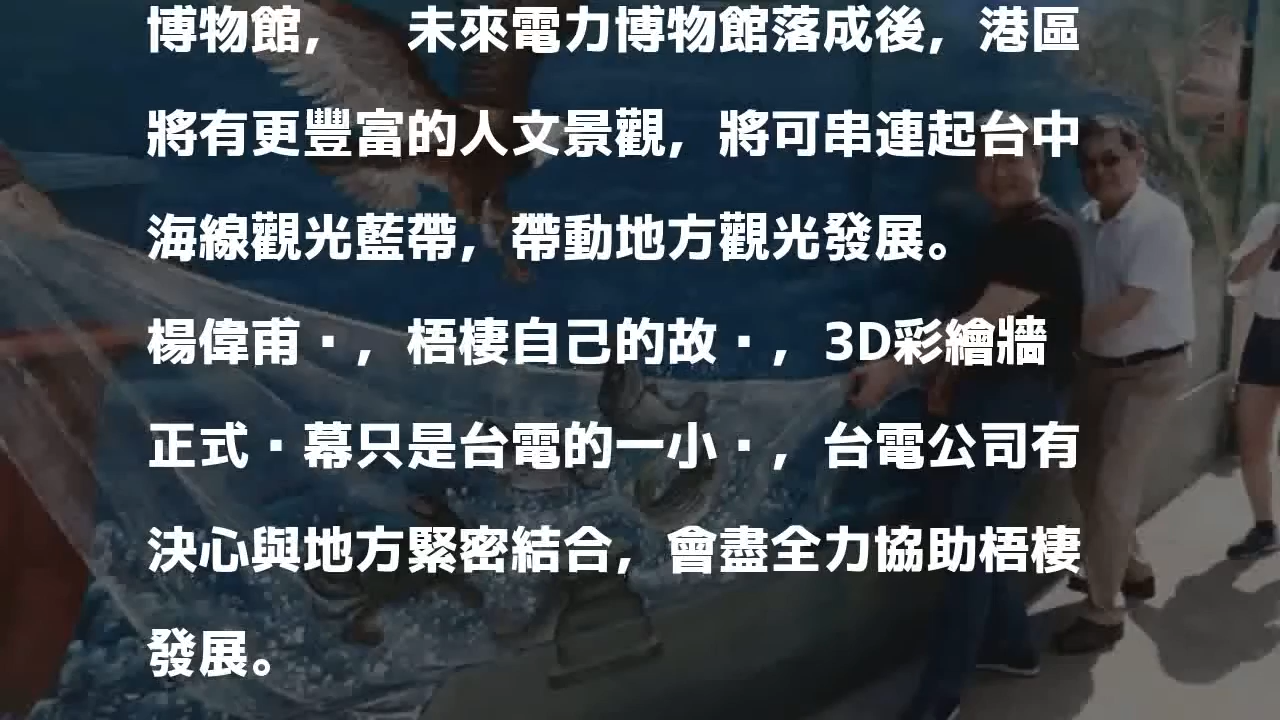 博物館，　未來電力博物館落成後，港區
將有更豐富的人文景觀，將可串連起台中
海線觀光藍帶，帶動地方觀光發展。
楊偉甫·，梧棲自己的故·，3D彩繪牆
正式·幕只是台電的一小·，台電公司有
決心與地方緊密結合，會盡全力協助梧棲
發展。